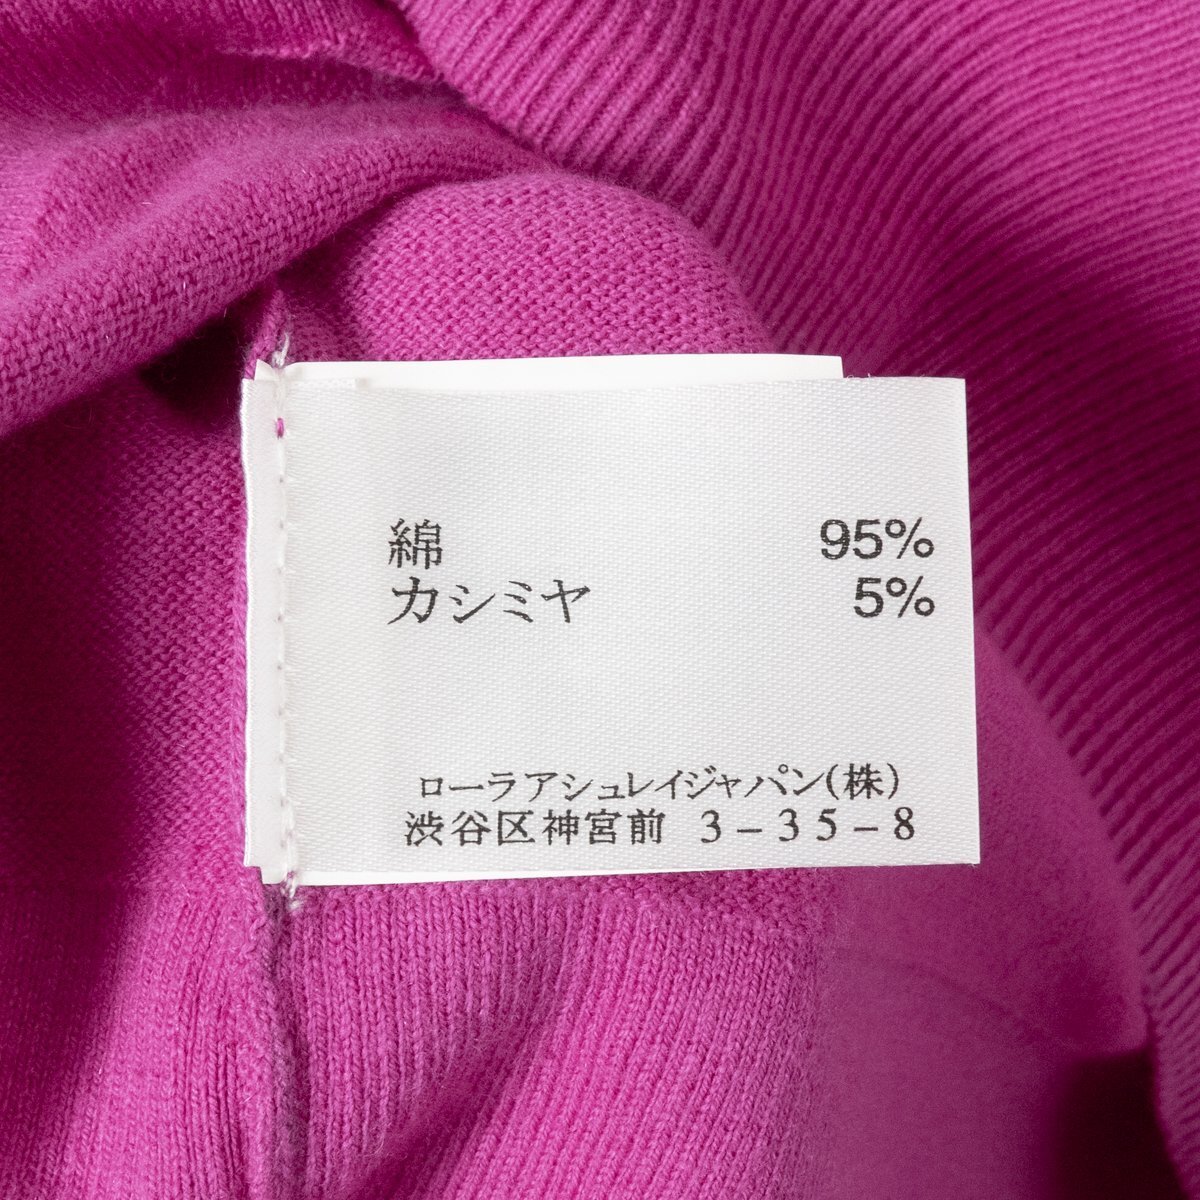 綿 95%
カシミヤ 5%
ローラアシュレイジャパン(株)
渋谷区神宮前 3-35-8